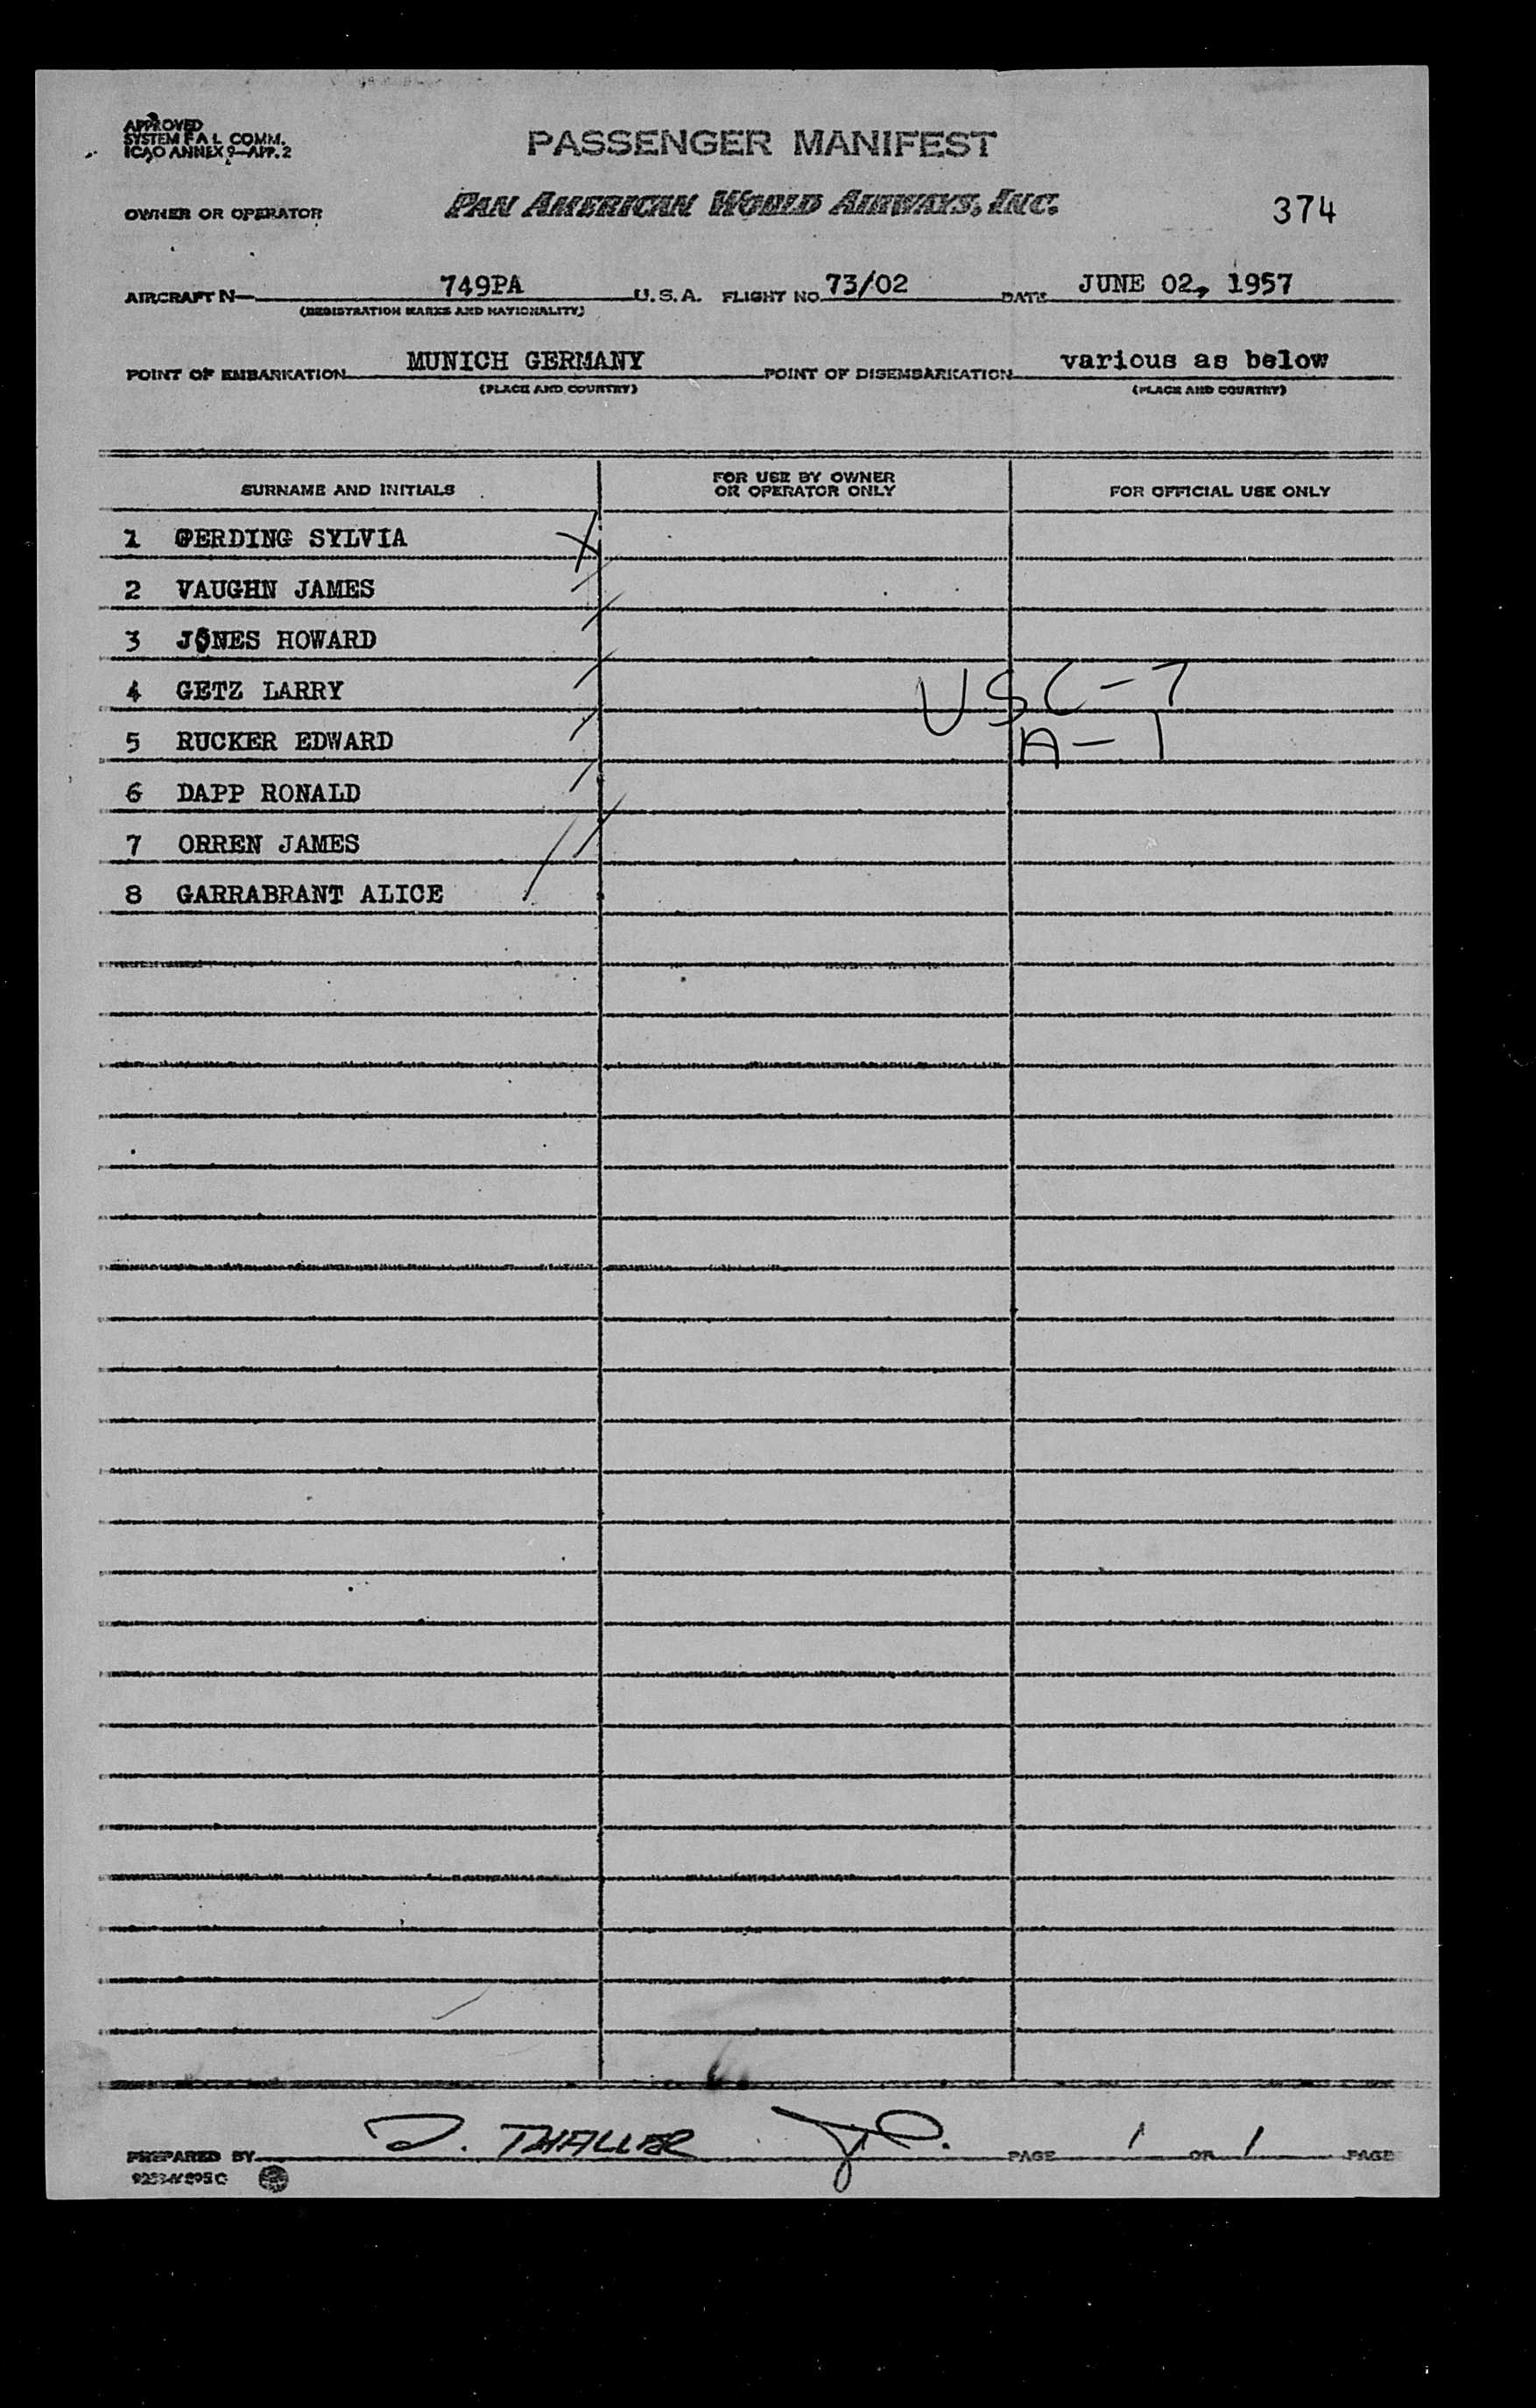 APPROVED
SYSTEM F A L COMM.
ICAO ANNEX 9—APP. 2
PASSENGER MANIFEST
OWNER OR OPERATOR PAN AMERICAN WORLD AIRWAYS, INC. 374
AIRCRAFT N— 749PA U.S.A. FLIGHT NO. 73/02 DATE JUNE 02, 1957
(REGISTRATION MARKS AND NATIONALITY)
POINT OF EMBARKATION MUNICH GERMANY POINT OF DISEMBARKATION various as below
(PLACE AND COUNTRY) (PLACE AND COUNTRY)
SURNAME AND INITIALS FOR USE BY OWNER OR OPERATOR ONLY FOR OFFICIAL USE ONLY
1 GERDING SYLVIA X
2 VAUGHN JAMES /
3 JONES HOWARD /
4 GETZ LARRY / USC-7
5 RUCKER EDWARD / A-1
6 DAPP RONALD /
7 ORREN JAMES /
8 GARRABRANT ALICE /
PREPARED BY THALLER PAGE 1 OF 1 PAGE